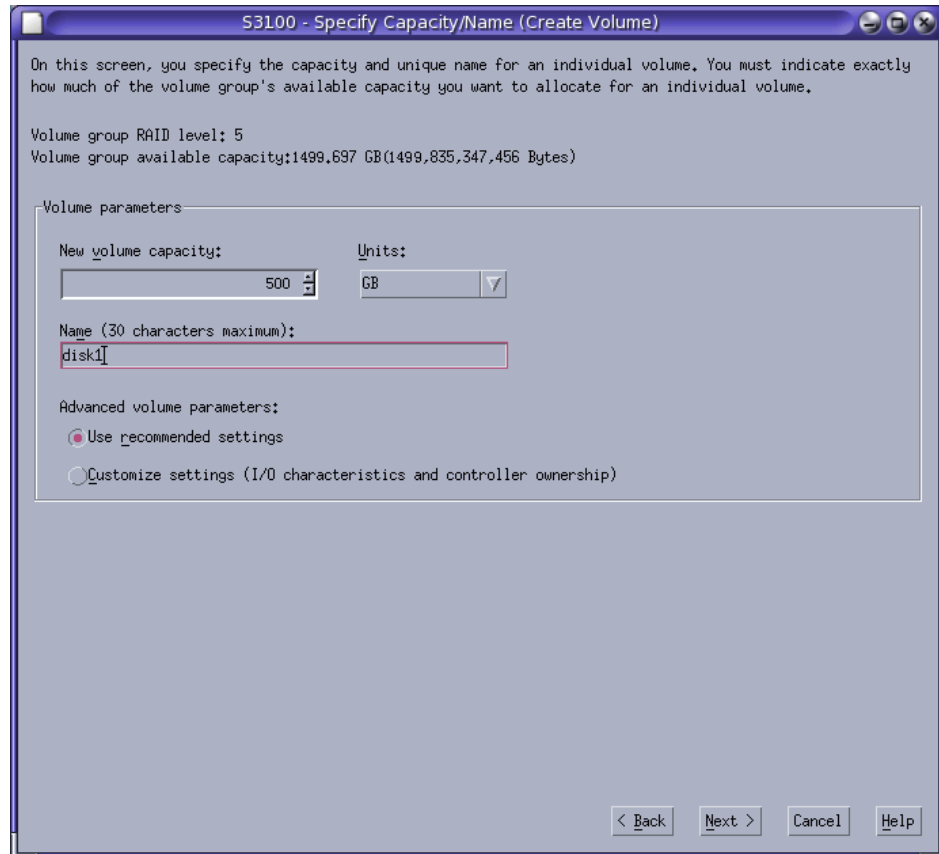 S3100 - Specify Capacity/Name (Create Volume)
On this screen, you specify the capacity and unique name for an individual volume. You must indicate exactly
how much of the volume group's available capacity you want to allocate for an individual volume.
Volume group RAID level: 5
Volume group available capacity:1499.697 GB(1499,835,347,456 Bytes)
Volume parameters
New volume capacity: Units:
500 GB
Name (30 characters maximum):
disk1
Advanced volume parameters:
Use recommended settings
Customize settings (I/O characteristics and controller ownership)
< Back Next > Cancel Help